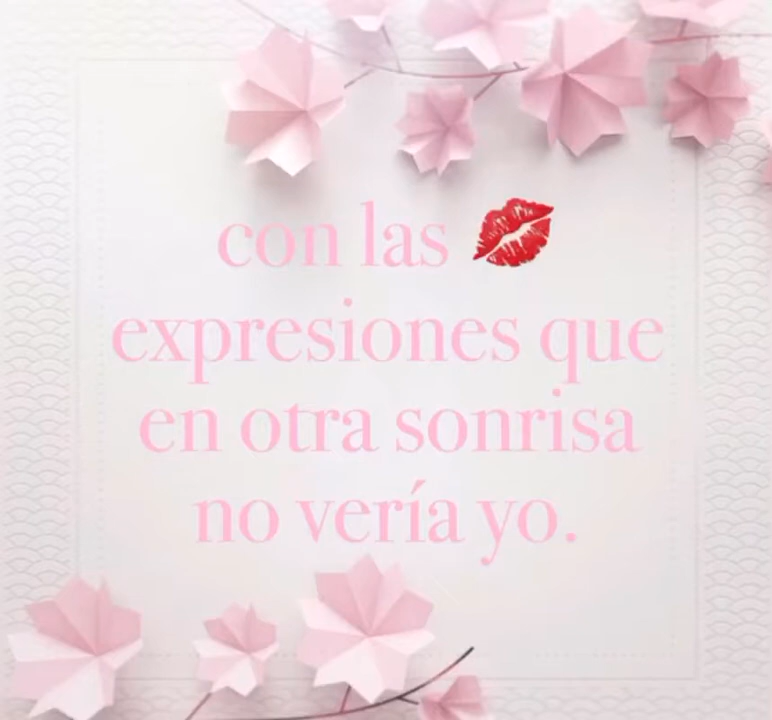 con las 💋
expresiones que
en otra sonrisa
no vería yo.